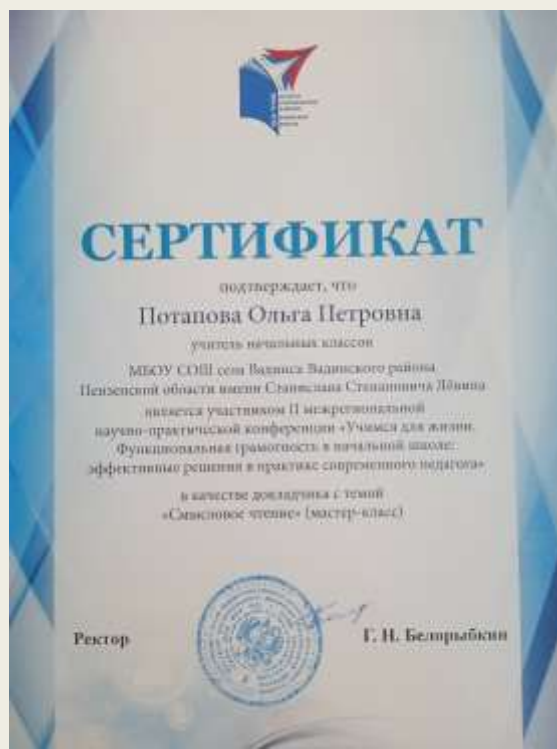 СЕРТИФИКАТ
подтверждает, что
Потапова Ольга Петровна
учитель начальных классов
МБОУ СОШ села Вадинск Вадинского района
Пензенской области имени Станислава Степановича Лёвина
является участником II межрегиональной
научно-практической конференции «Учимся для жизни.
Функциональная грамотность в начальной школе:
эффективные решения в практике современного педагога»
в качестве докладчика с темой
«Смысловое чтение» (мастер-класс)
Ректор
Г. Н. Белорыбкин